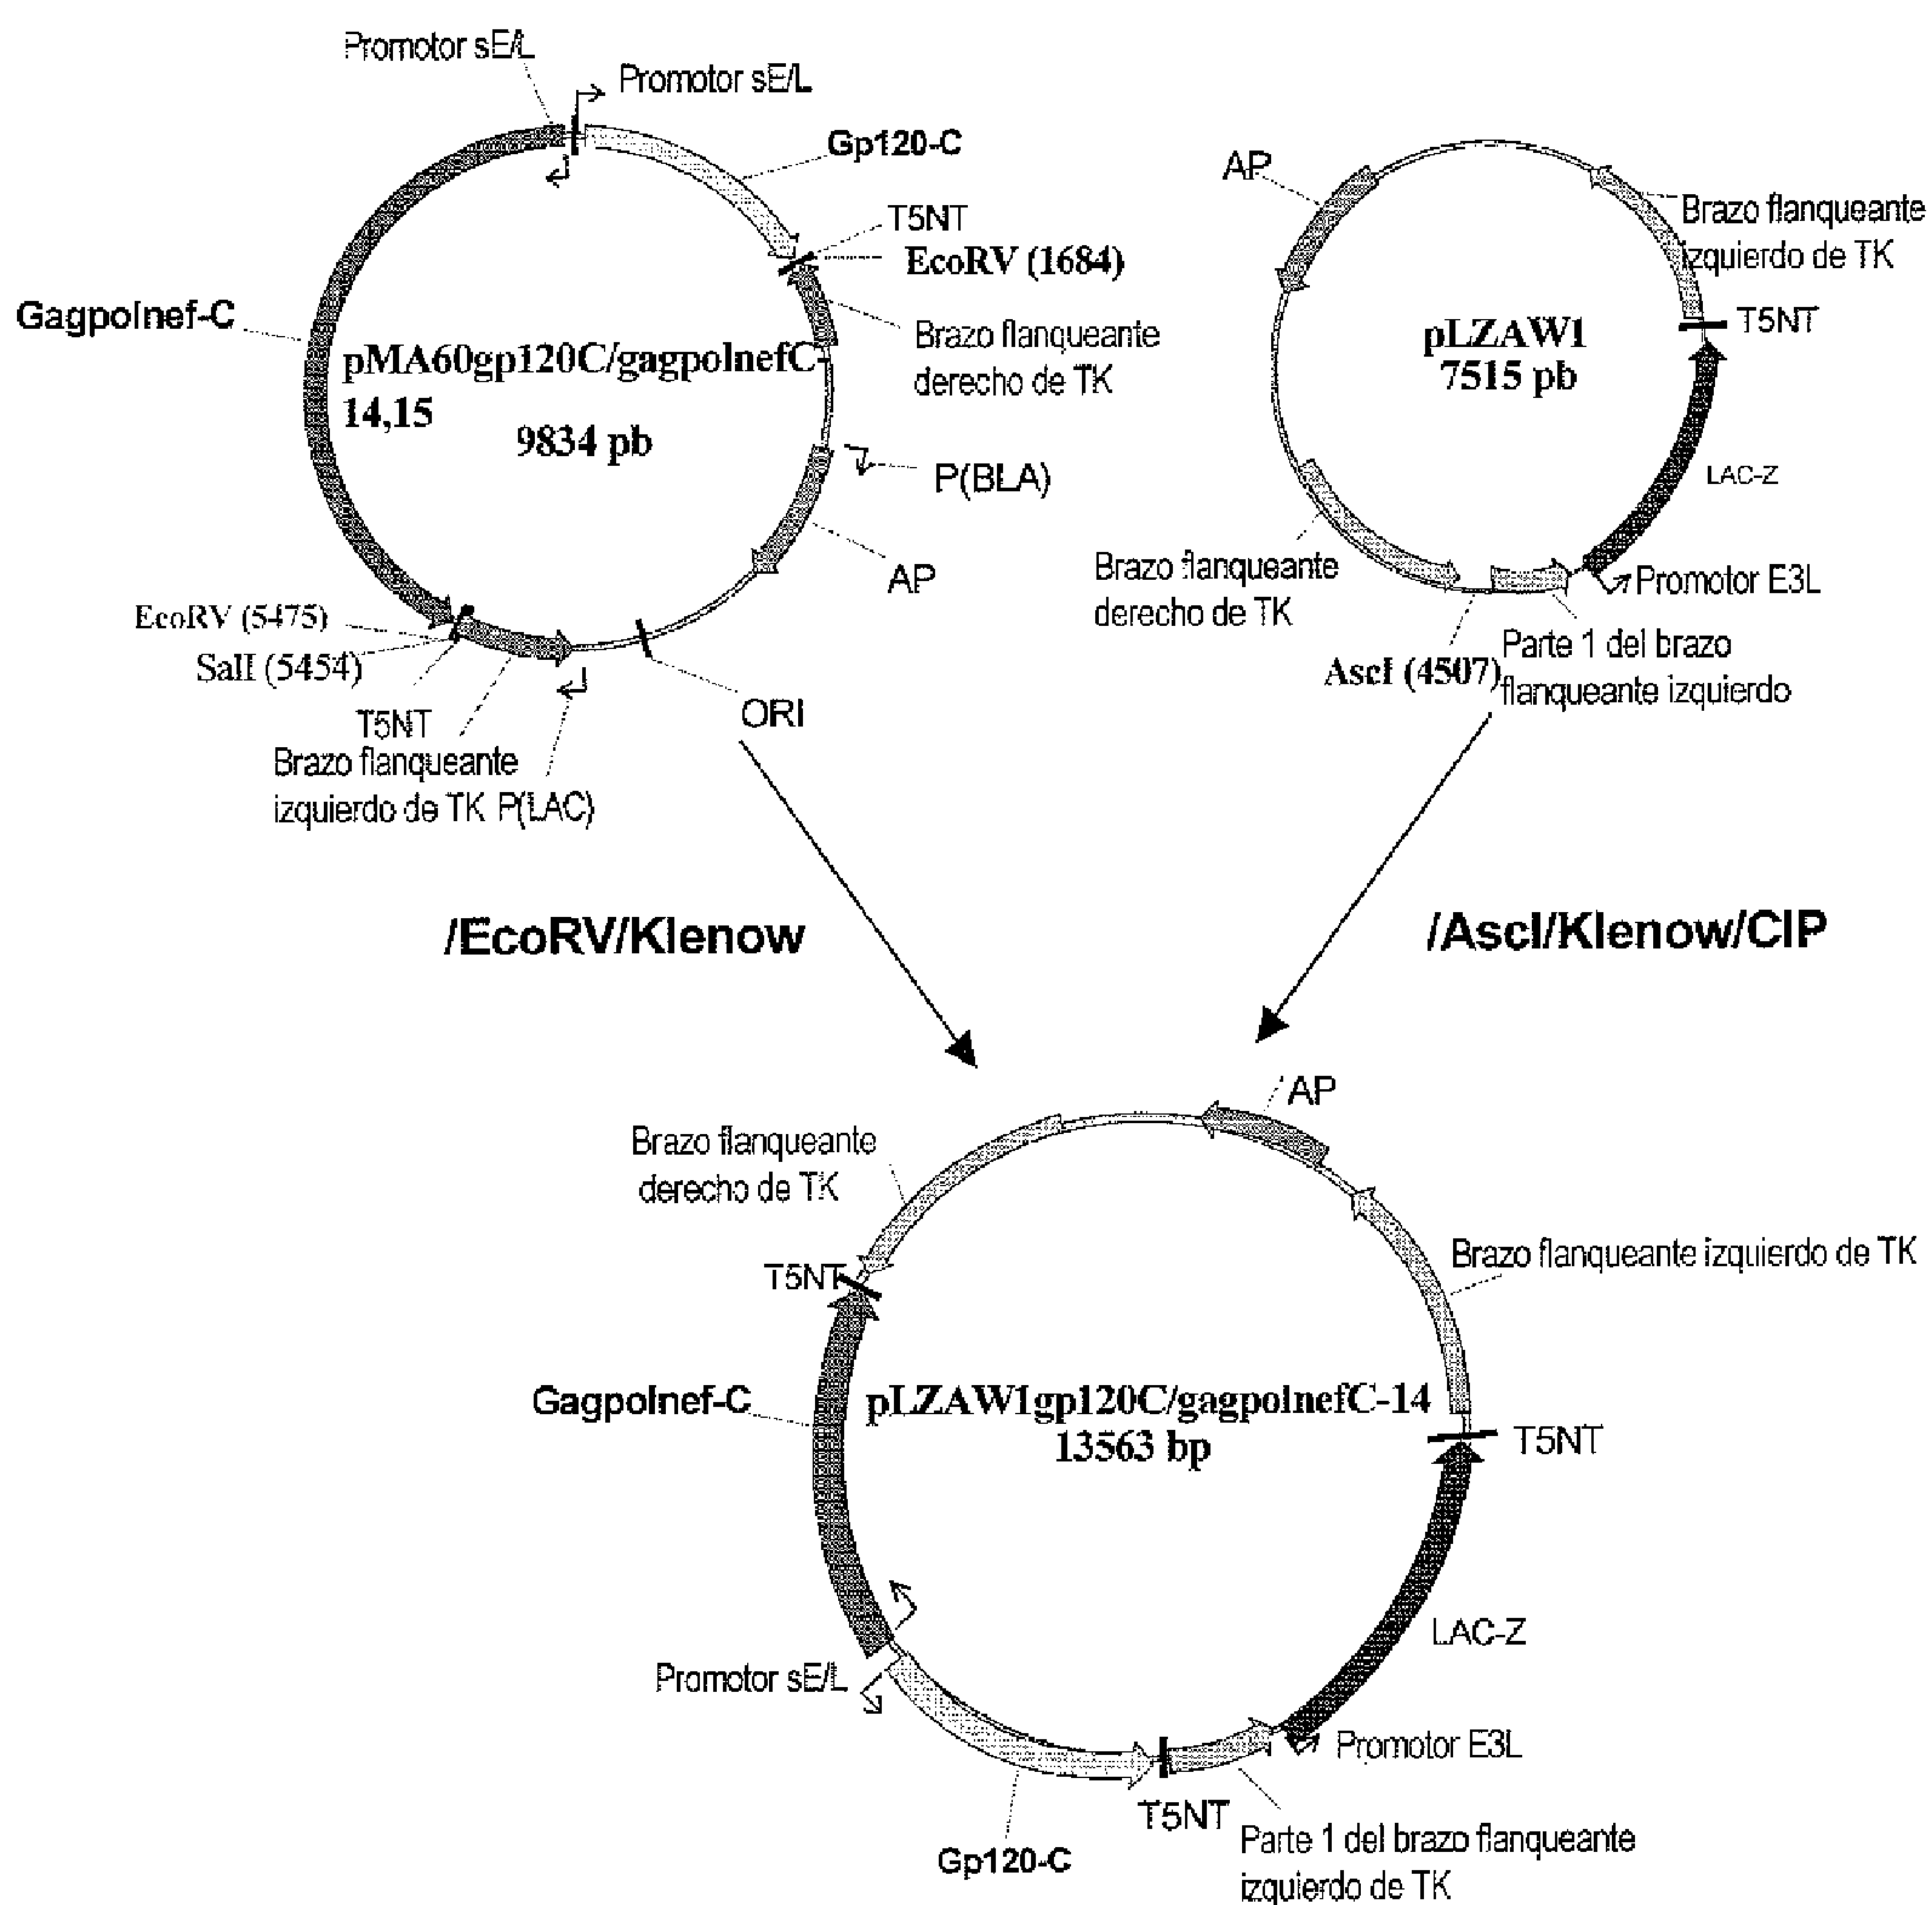 Promotor sE/L
Promotor sE/L
Gp120-C
T5NT
EcoRV (1684)
Brazo flanqueante
derecho de TK
Gagpolnef-C
pMA60gp120C/gagpolnefC-
14,15
9834 pb
P(BLA)
AP
EcoRV (5475)
SalI (5454)
T5NT
Brazo flanqueante
izquierdo de TK P(LAC)
ORI
AP
Brazo flanqueante
izquierdo de TK
T5NT
pLZAW1
7515 pb
LAC-Z
Brazo flanqueante
derecho de TK
Promotor E3L
AscI (4507)
Parte 1 del brazo
flanqueante izquierdo
/EcoRV/Klenow
/AscI/Klenow/CIP
AP
Brazo flanqueante
derecho de TK
Brazo flanqueante izquierdo de TK
T5NT
Gagpolnef-C
pLZAW1gp120C/gagpolnefC-14
13563 bp
T5NT
LAC-Z
Promotor sE/L
Promotor E3L
T5NT
Parte 1 del brazo flanqueante
izquierdo de TK
Gp120-C